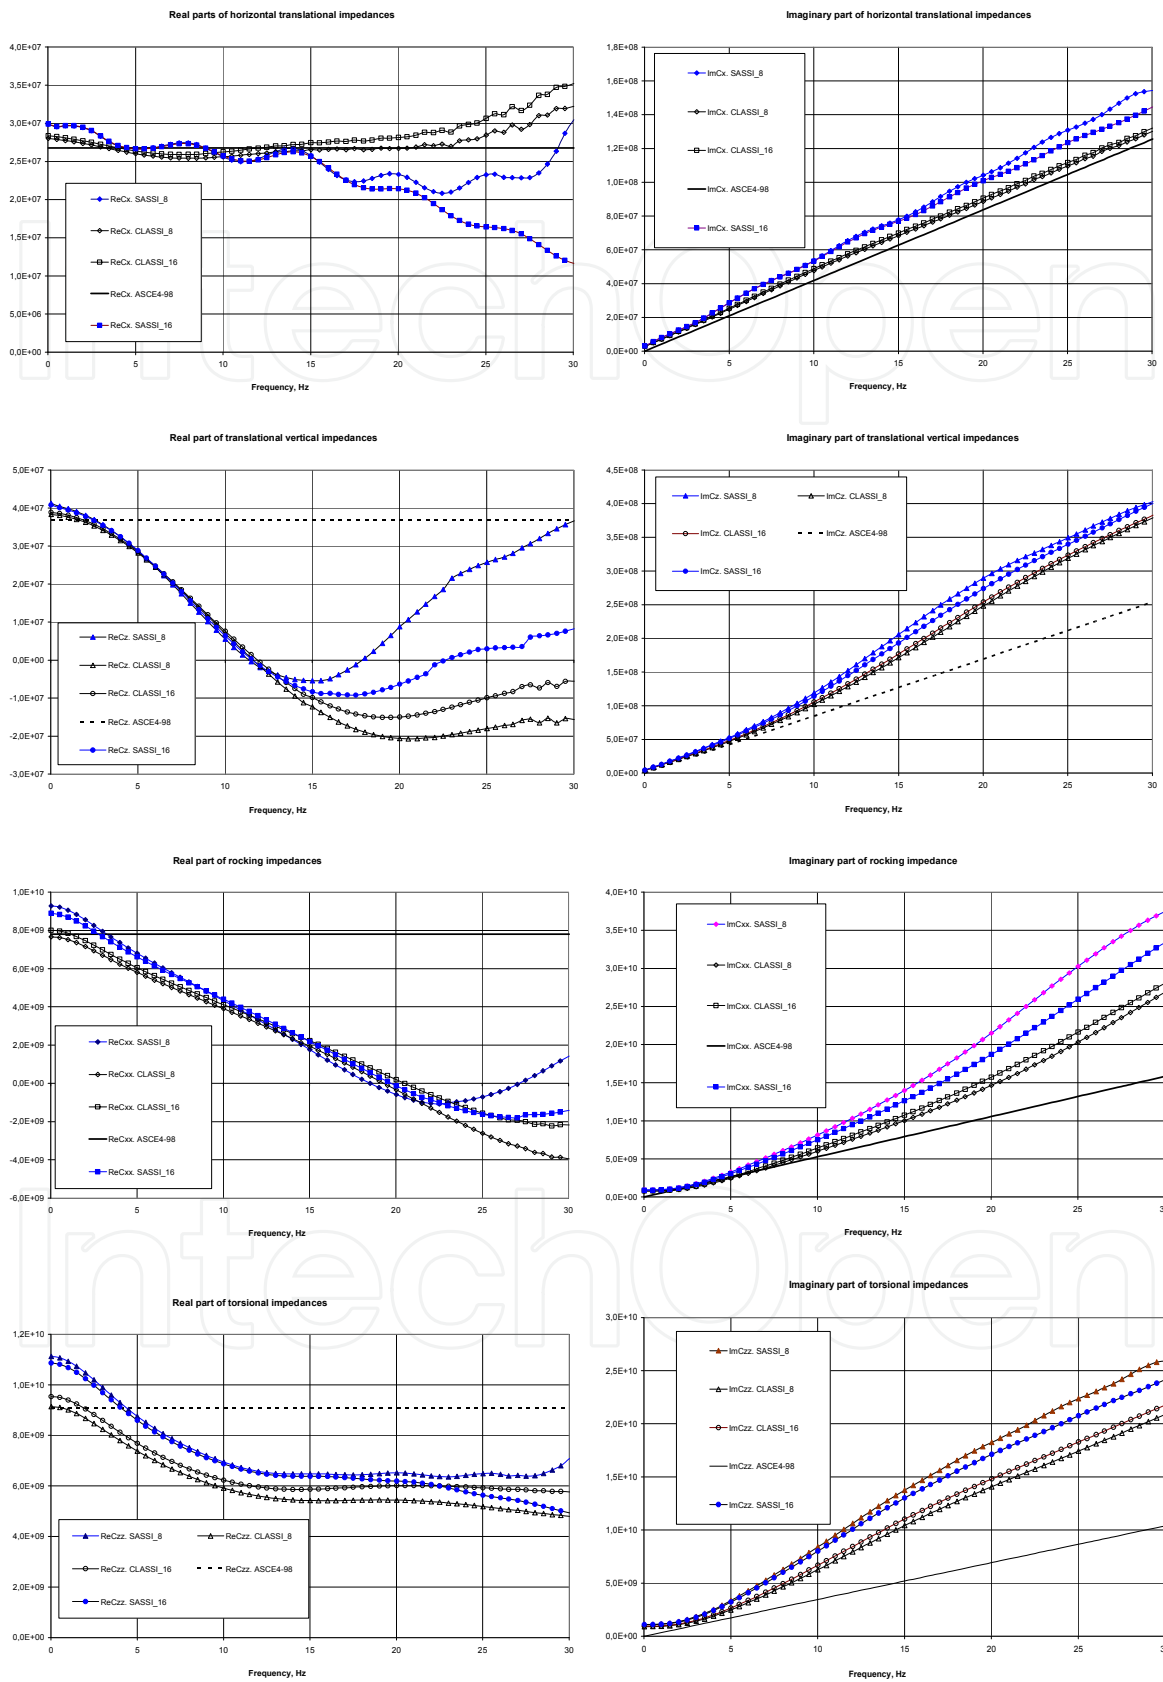 Real parts of horizontal translational impedances
4,0E+07
3,5E+07
3,0E+07
2,5E+07
2,0E+07
1,5E+07
1,0E+07
5,0E+06
0,0E+00
ReCx. SASSI_8
ReCx. CLASSI_8
ReCx. CLASSI_16
ReCx. ASCE4-98
ReCx. SASSI_16
0 5 10 15 20 25 30
Frequency, Hz
Imaginary part of horizontal translational impedances
1,8E+08
1,6E+08
1,4E+08
1,2E+08
1,0E+08
8,0E+07
6,0E+07
4,0E+07
2,0E+07
0,0E+00
ImCx. SASSI_8
ImCx. CLASSI_8
ImCx. CLASSI_16
ImCx. ASCE4-98
ImCx. SASSI_16
0 5 10 15 20 25 30
Frequency, Hz
Real part of translational vertical impedances
5,0E+07
4,0E+07
3,0E+07
2,0E+07
1,0E+07
0,0E+00
-1,0E+07
-2,0E+07
-3,0E+07
ReCz. SASSI_8
ReCz. CLASSI_8
ReCz. CLASSI_16
ReCz. ASCE4-98
ReCz. SASSI_16
0 5 10 15 20 25 30
Frequency, Hz
Imaginary part of translational vertical impedances
4,5E+08
4,0E+08
3,5E+08
3,0E+08
2,5E+08
2,0E+08
1,5E+08
1,0E+08
5,0E+07
0,0E+00
ImCz. SASSI_8 ImCz. CLASSI_8
ImCz. CLASSI_16 ImCz. ASCE4-98
ImCz. SASSI_16
0 5 10 15 20 25 30
Frequency, Hz
Real part of rocking impedances
1,0E+10
8,0E+09
6,0E+09
4,0E+09
2,0E+09
0,0E+00
-2,0E+09
-4,0E+09
-6,0E+09
ReCxx. SASSI_8
ReCxx. CLASSI_8
ReCxx. CLASSI_16
ReCxx. ASCE4-98
ReCxx. SASSI_16
0 5 10 15 20 25 30
Frequency, Hz
Imaginary part of rocking impedance
4,0E+10
3,5E+10
3,0E+10
2,5E+10
2,0E+10
1,5E+10
1,0E+10
5,0E+09
0,0E+00
ImCxx. SASSI_8
ImCxx. CLASSI_8
ImCxx. CLASSI_16
ImCxx. ASCE4-98
ImCxx. SASSI_16
0 5 10 15 20 25 30
Frequency, Hz
Real part of torsional impedances
1,2E+10
1,0E+10
8,0E+09
6,0E+09
4,0E+09
2,0E+09
0,0E+00
ReCzz. SASSI_8 ReCzz. CLASSI_8
ReCzz. CLASSI_16 ReCzz. ASCE4-98
ReCzz. SASSI_16
0 5 10 15 20 25 30
Frequency, Hz
Imaginary part of torsional impedances
3,0E+10
2,5E+10
2,0E+10
1,5E+10
1,0E+10
5,0E+09
0,0E+00
ImCzz. SASSI_8
ImCzz. CLASSI_8
ImCzz. CLASSI_16
ImCzz. ASCE4-98
ImCzz. SASSI_16
0 5 10 15 20 25 30
Frequency, Hz
IntechOpen
IntechOpen